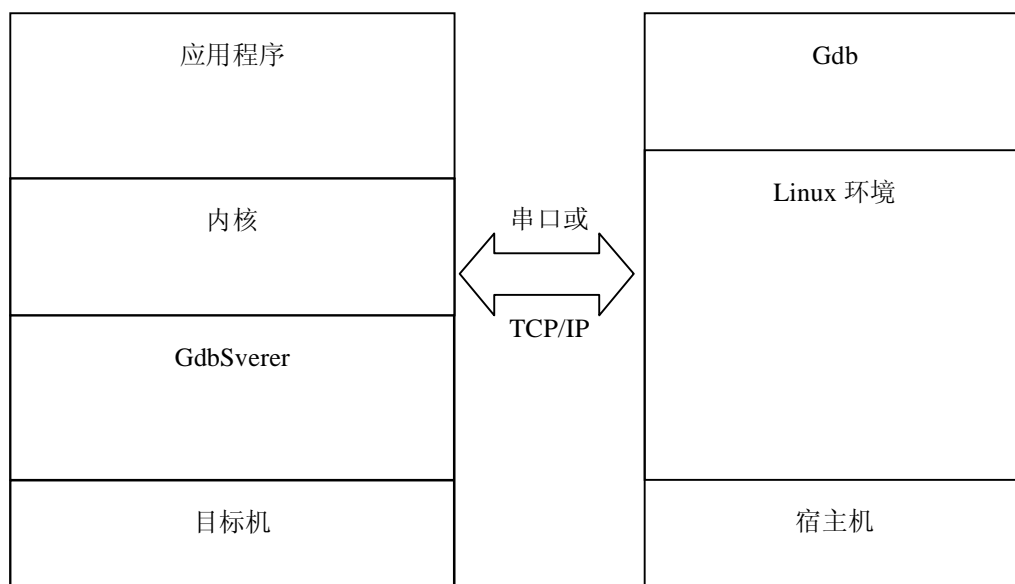 应用程序
内核
GdbSverer
目标机
串口或
TCP/IP
Gdb
Linux 环境
宿主机